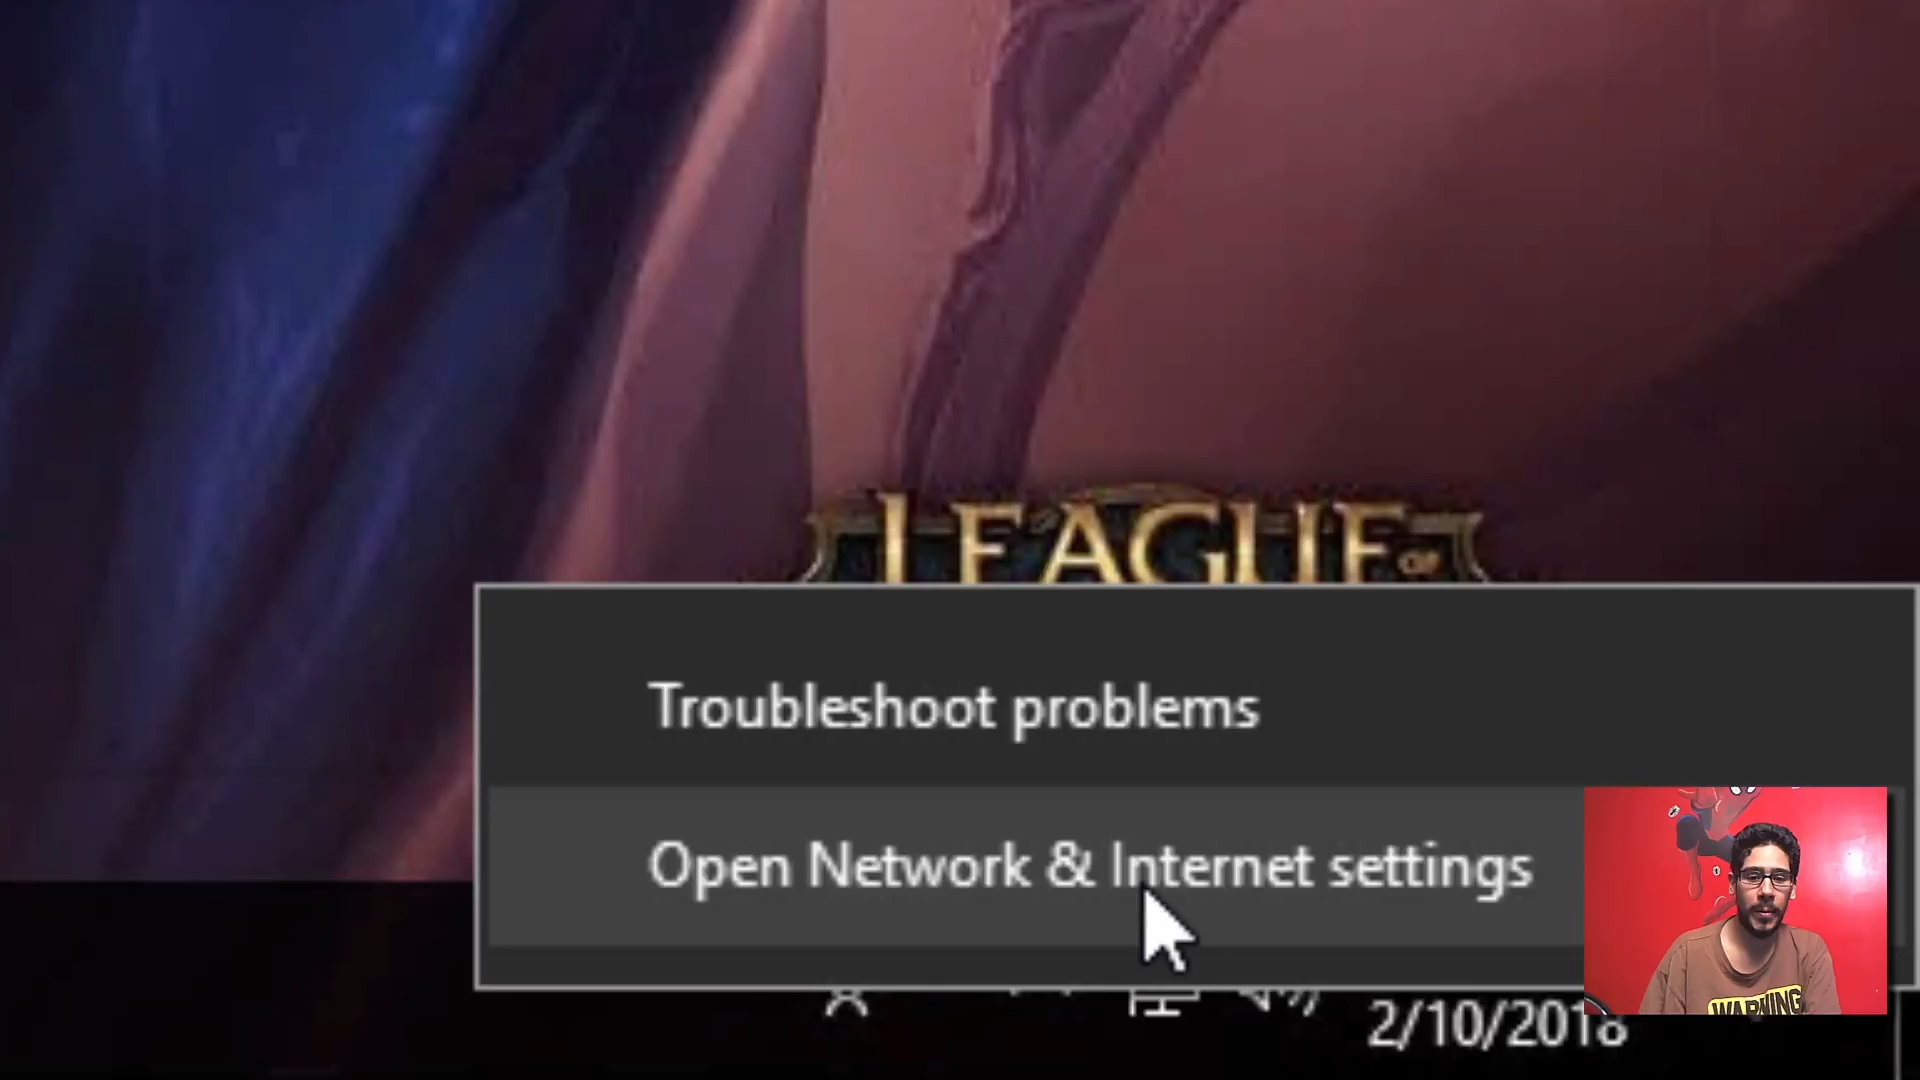 LEAGUE OF
Troubleshoot problems
Open Network & Internet settings
2/10/2018
WARNING